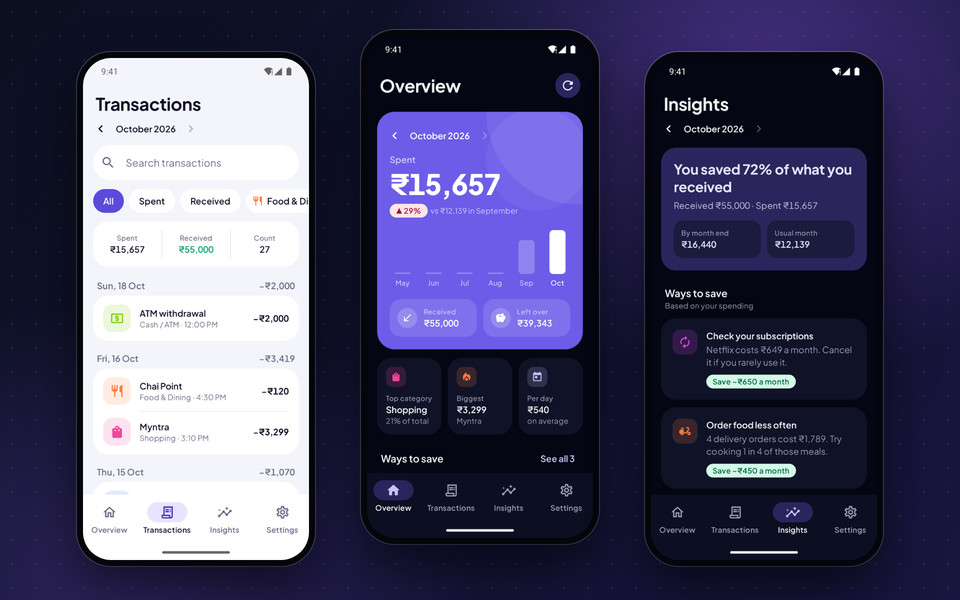 9:41
Transactions
October 2026
Search transactions
All Spent Received Food & Di
Spent Received Count
₹15,657 ₹55,000 27
Sun, 18 Oct −₹2,000
ATM withdrawal
Cash / ATM · 12:00 PM
−₹2,000
Fri, 16 Oct −₹3,419
Chai Point
Food & Dining · 4:30 PM
−₹120
Myntra
Shopping · 3:10 PM
−₹3,299
Thu, 15 Oct −₹1,070
Overview Transactions Insights Settings
9:41
Overview
October 2026
Spent
₹15,657
▲29% vs ₹12,139 in September
May Jun Jul Aug Sep Oct
Received
₹55,000
Left over
₹39,343
Top category
Shopping
21% of total
Biggest
₹3,299
Myntra
Per day
₹540
on average
Ways to save See all 3
Overview Transactions Insights Settings
9:41
Insights
October 2026
You saved 72% of what you
received
Received ₹55,000 · Spent ₹15,657
By month end
₹16,440
Usual month
₹12,139
Ways to save
Based on your spending
Check your subscriptions
Netflix costs ₹649 a month. Cancel
it if you rarely use it.
Save ~₹650 a month
Order food less often
4 delivery orders cost ₹1,789. Try
cooking 1 in 4 of those meals.
Save ~₹450 a month
Overview Transactions Insights Settings